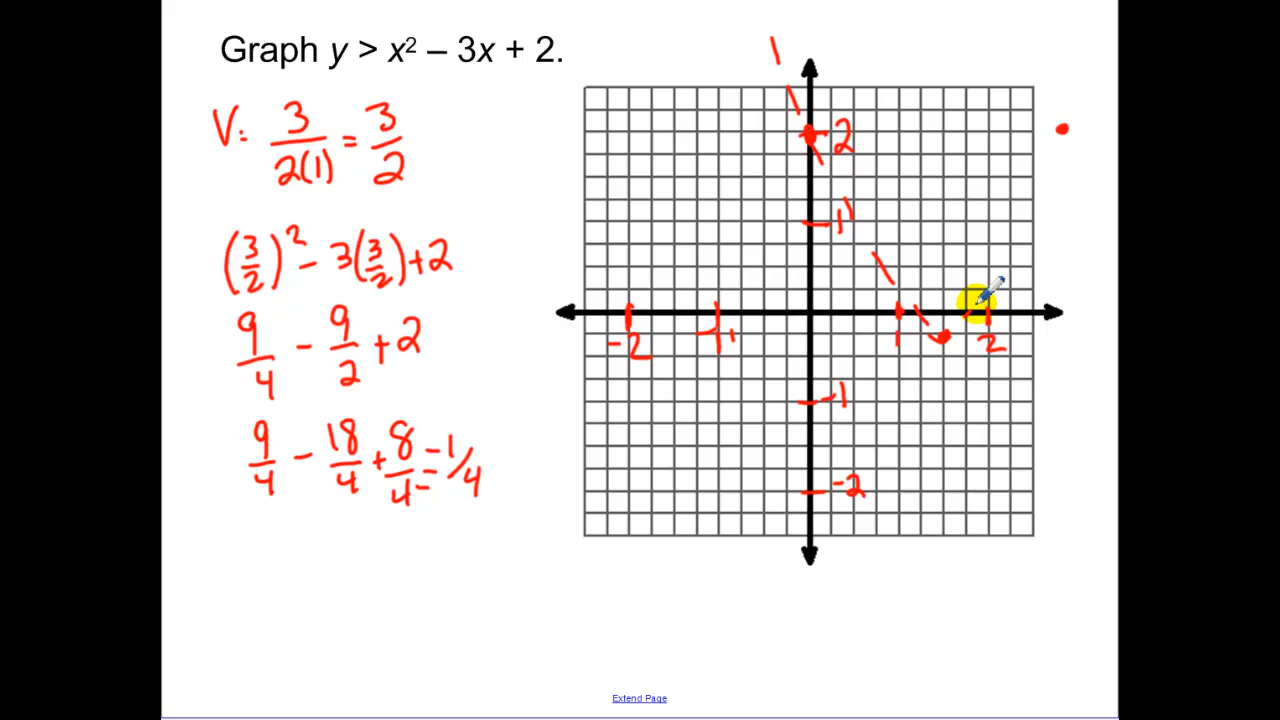 Graph y > x² – 3x + 2.
V: 3/2(1) = 3/2
(3/2)² – 3(3/2) + 2
9/4 – 9/2 + 2
9/4 – 18/4 + 8/4 = –1/4
2
1
-2
-1
1
2
-1
-2
Extend Page